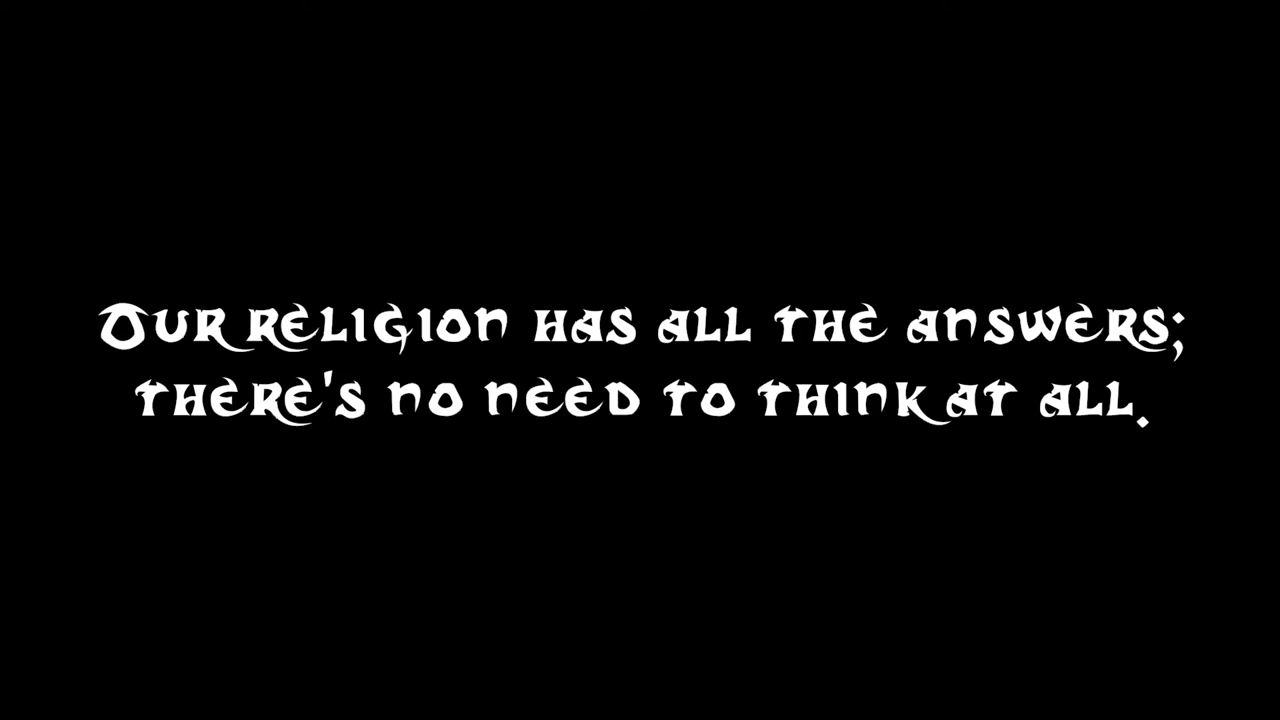 Our religion has all the answers;
there's no need to think at all.